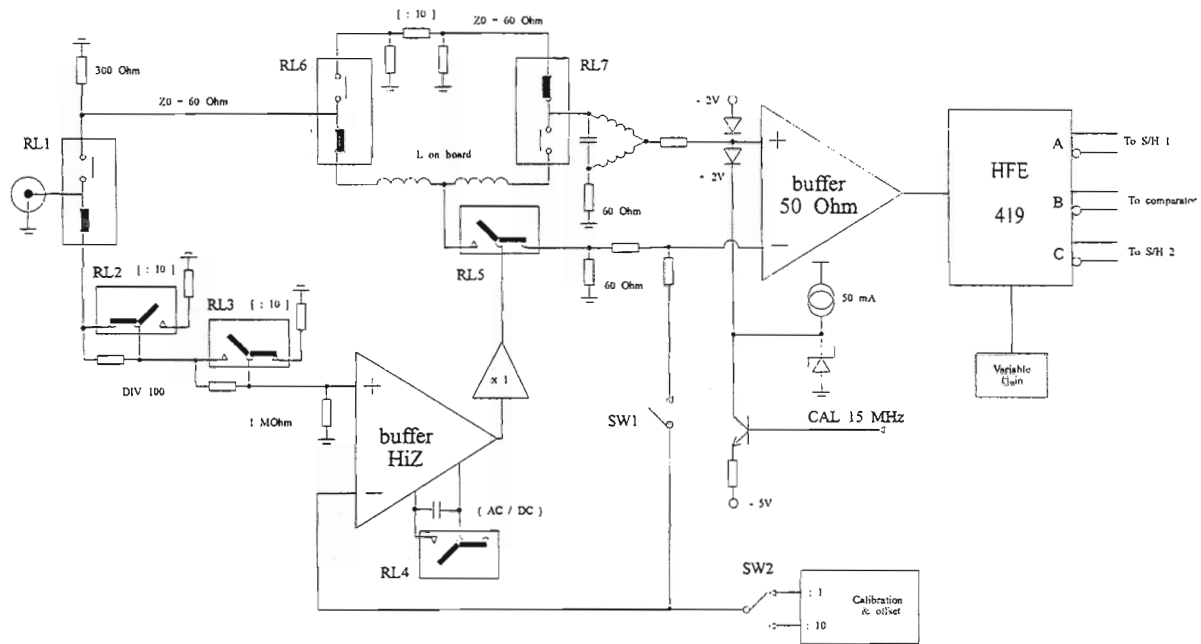 [ : 10 ]
Z0 - 60 Ohm
RL6
RL7
300 Ohm
Z0 - 60 Ohm
- 2V
+ 2V
RL1
L on board
buffer
50 Ohm
HFE
419
A
B
C
To S/H 1
To comparator
To S/H 2
60 Ohm
RL5
60 Ohm
RL2
[ : 10 ]
RL3
[ : 10 ]
50 mA
DIV 100
x 1
Variable
Gain
1 MOhm
buffer
HiZ
SW1
CAL 15 MHz
( AC / DC )
- 5V
RL4
SW2
: 1
: 10
Calibration
& offset